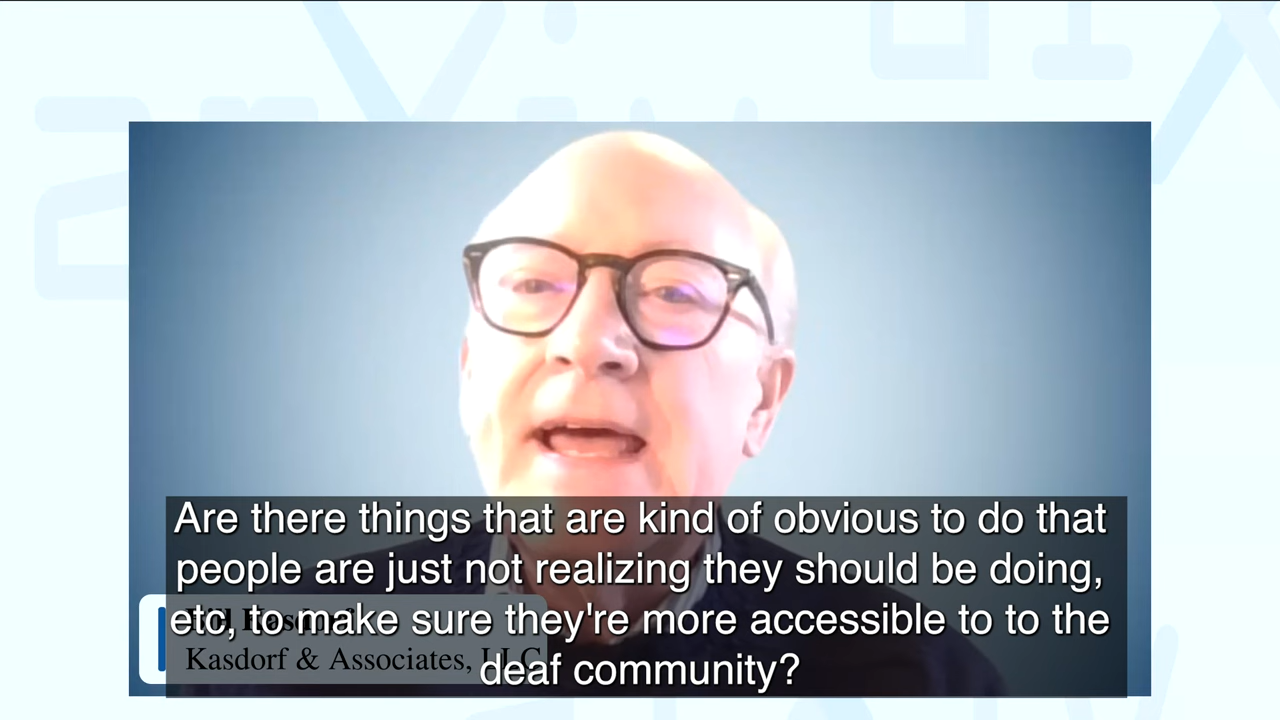 Are there things that are kind of obvious to do that
people are just not realizing they should be doing,
etc, to make sure they're more accessible to to the
deaf community?
Kasdorf & Associates, LLC